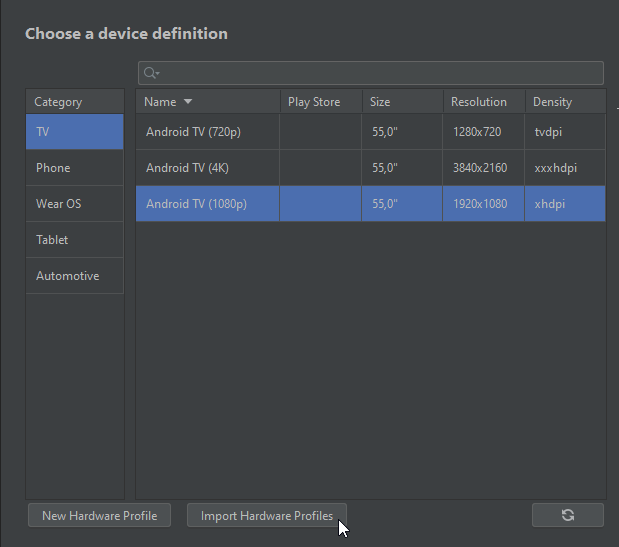 Choose a device definition
Category Name Play Store Size Resolution Density
TV Android TV (720p) 55,0" 1280x720 tvdpi
Phone Android TV (4K) 55,0" 3840x2160 xxxhdpi
Wear OS Android TV (1080p) 55,0" 1920x1080 xhdpi
Tablet
Automotive
New Hardware Profile Import Hardware Profiles